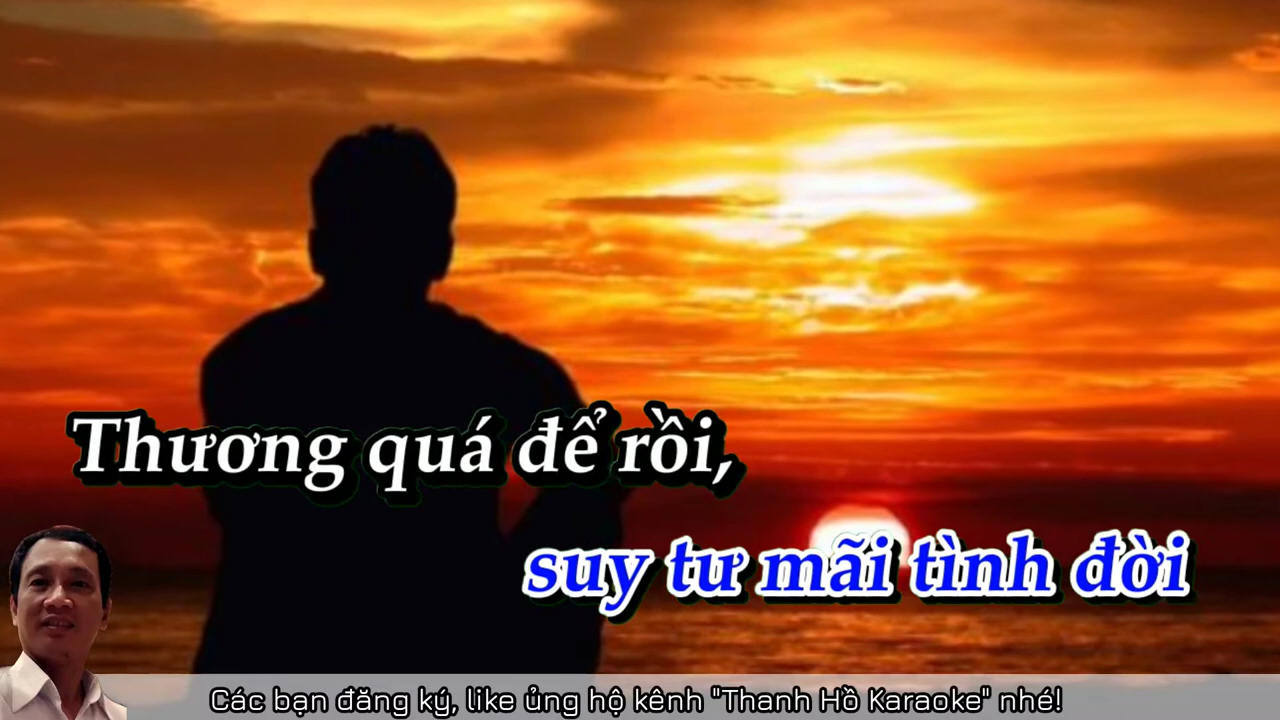 Thương quá để rồi,
suy tư mãi tình đời
Các bạn đăng ký, like ủng hộ kênh "Thanh Hồ Karaoke" nhé!